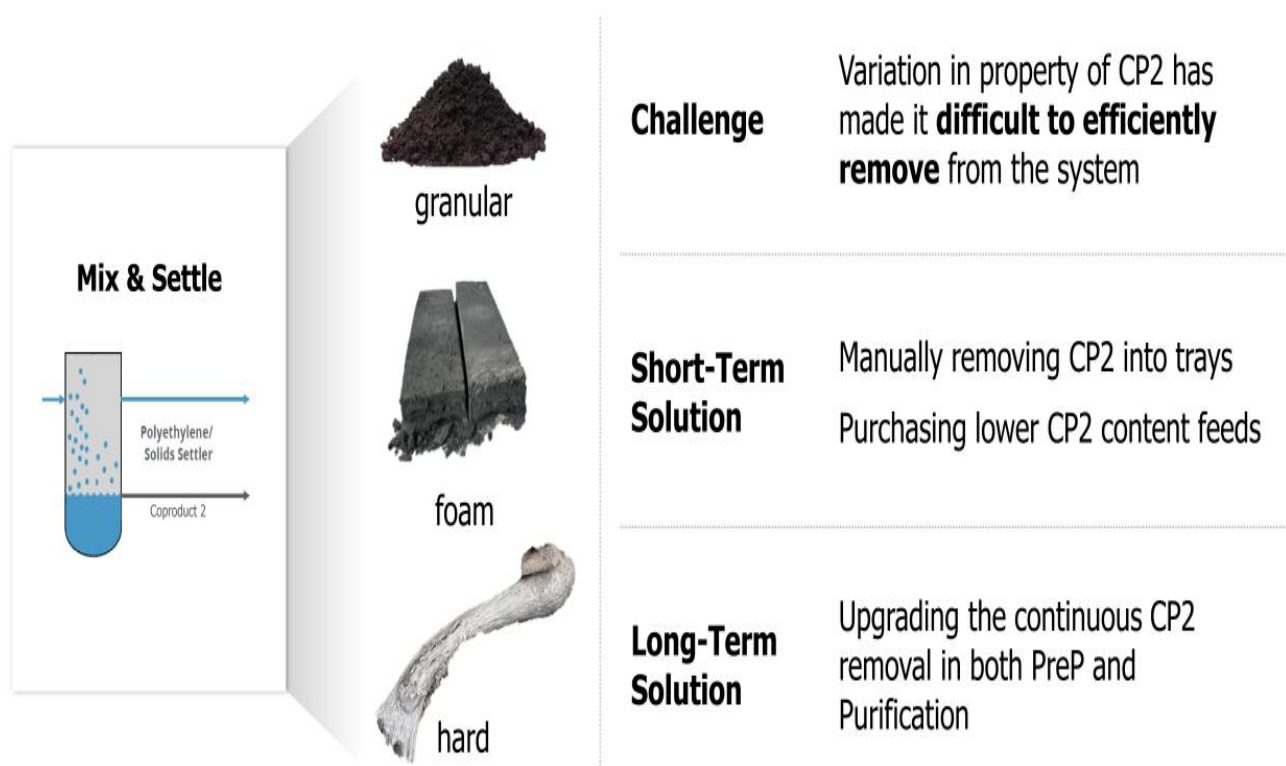 Mix & Settle
Polyethylene/
Solids Settler
Coproduct 2
granular
foam
hard
Challenge
Variation in property of CP2 has
made it difficult to efficiently
remove from the system
Short-Term
Solution
Manually removing CP2 into trays
Purchasing lower CP2 content feeds
Long-Term
Solution
Upgrading the continuous CP2
removal in both PreP and
Purification